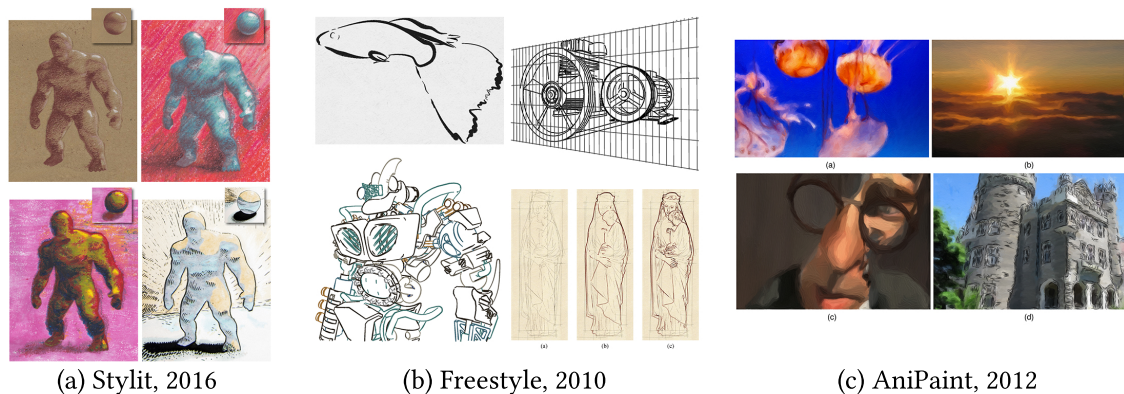 (a)
(b)
(c)
(d)
(a)
(b)
(c)
(a) Stylit, 2016
(b) Freestyle, 2010
(c) AniPaint, 2012